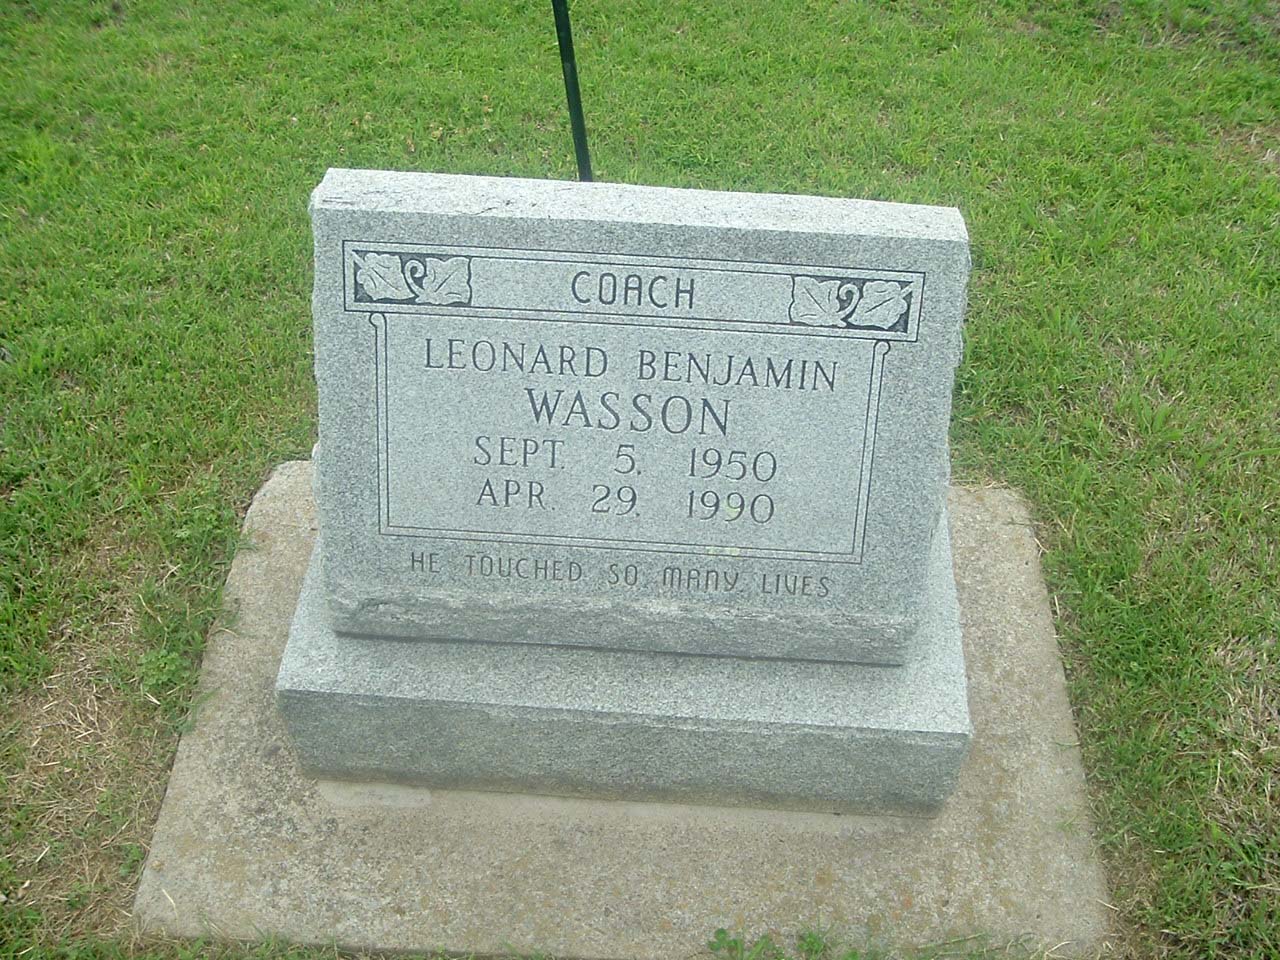 COACH
LEONARD BENJAMIN
WASSON
SEPT. 5, 1950
APR. 29, 1990
HE TOUCHED SO MANY LIVES